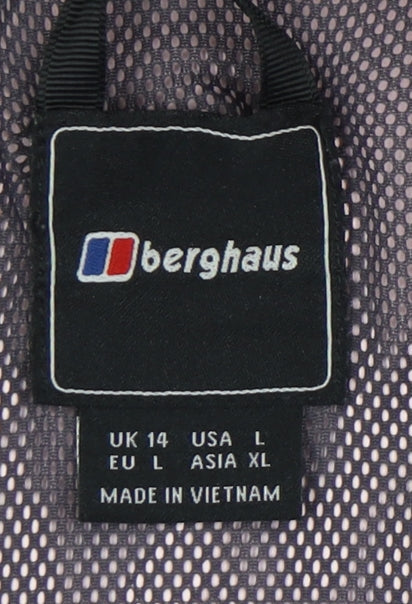 berghaus
UK 14 USA L
EU L ASIA XL
MADE IN VIETNAM